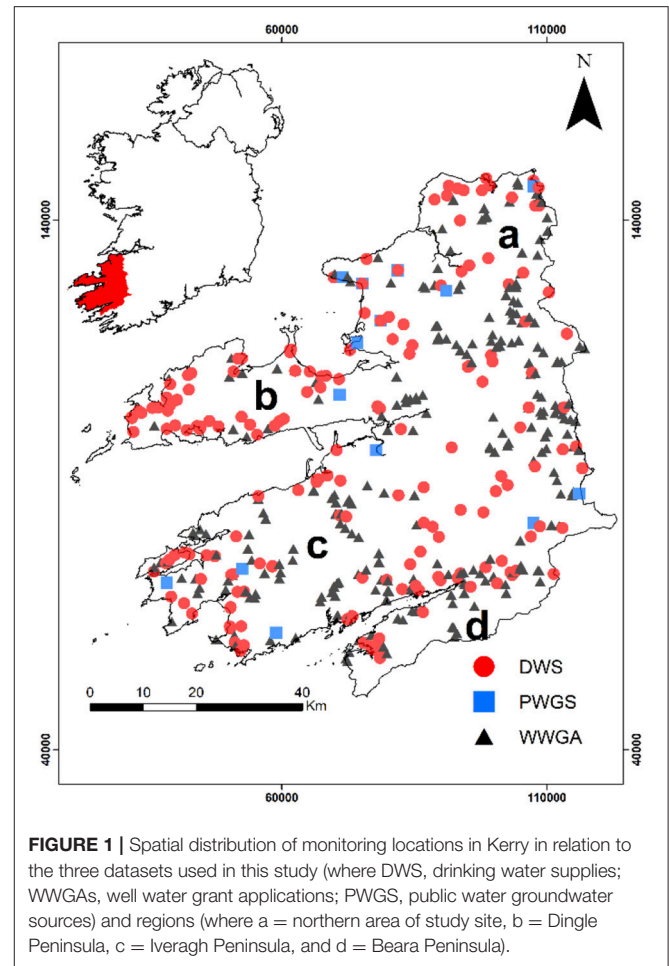 60000 110000
N
140000 140000
a
b
c
d
DWS
PWGS
WWGA
0 10 20 40
Km
40000 40000
60000 110000
FIGURE 1 | Spatial distribution of monitoring locations in Kerry in relation to
the three datasets used in this study (where DWS, drinking water supplies;
WWGAs, well water grant applications; PWGS, public water groundwater
sources) and regions (where a = northern area of study site, b = Dingle
Peninsula, c = Iveragh Peninsula, and d = Beara Peninsula).